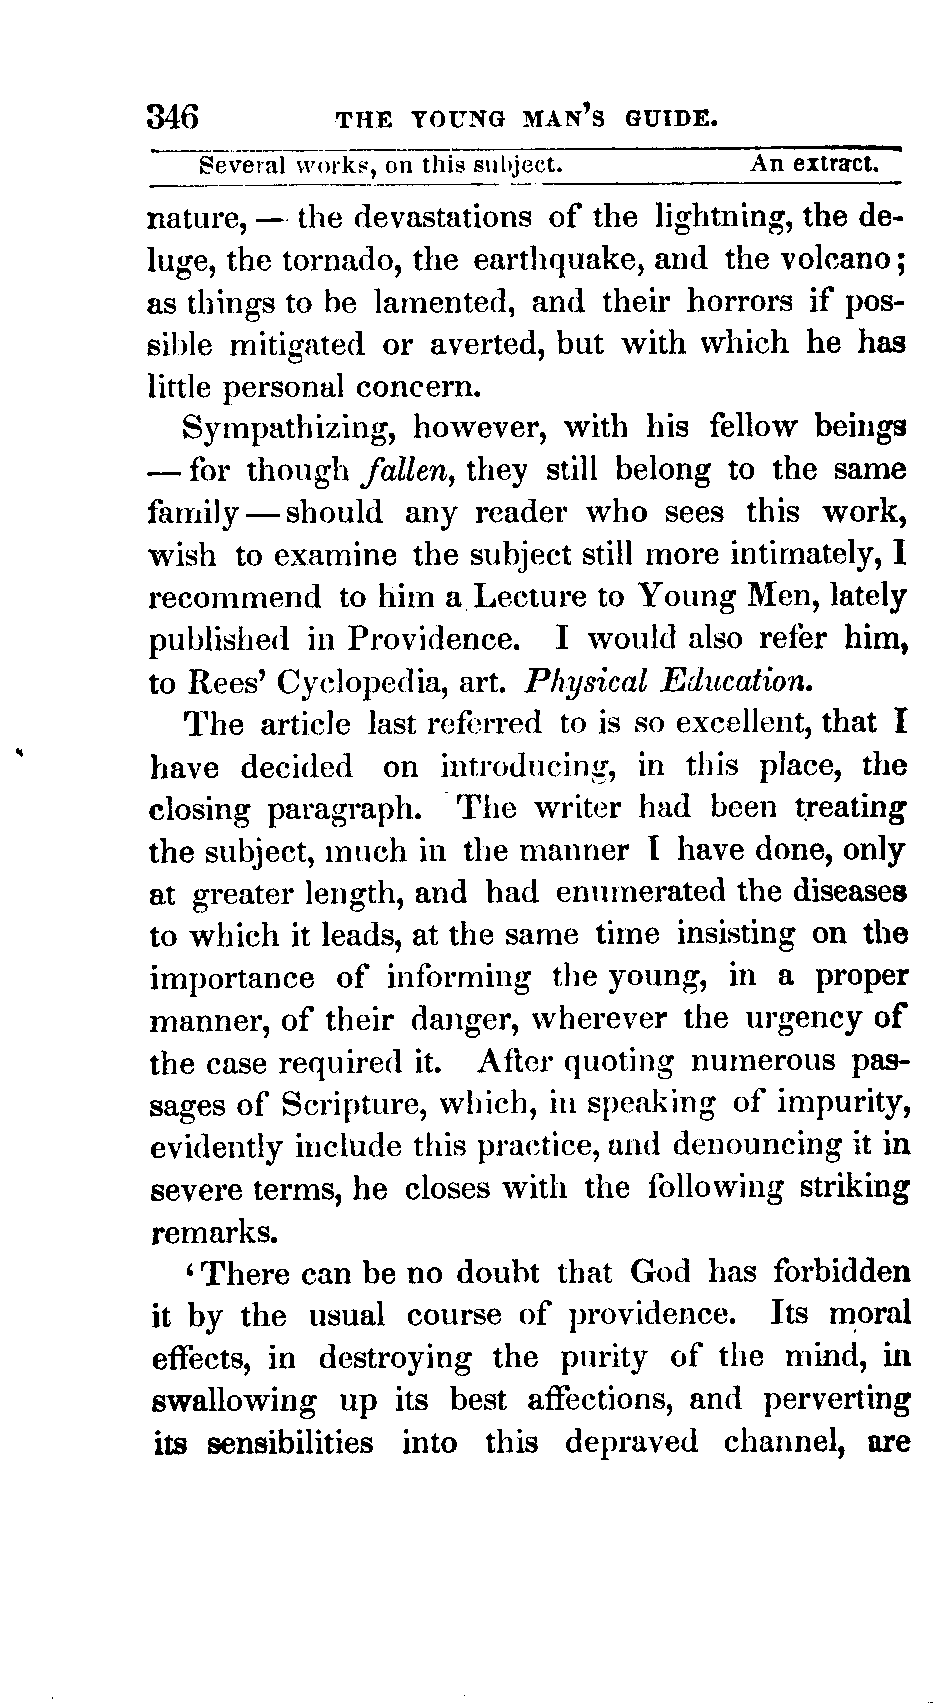 346 THE YOUNG MAN'S GUIDE.
Several works, on this subject. An extract.
nature, — the devastations of the lightning, the de-
luge, the tornado, the earthquake, and the volcano;
as things to be lamented, and their horrors if pos-
sible mitigated or averted, but with which he has
little personal concern.
Sympathizing, however, with his fellow beings
— for though fallen, they still belong to the same
family — should any reader who sees this work,
wish to examine the subject still more intimately, I
recommend to him a Lecture to Young Men, lately
published in Providence. I would also refer him,
to Rees' Cyclopedia, art. Physical Education.
The article last referred to is so excellent, that I
have decided on introducing, in this place, the
closing paragraph. The writer had been treating
the subject, much in the manner I have done, only
at greater length, and had enumerated the diseases
to which it leads, at the same time insisting on the
importance of informing the young, in a proper
manner, of their danger, wherever the urgency of
the case required it. After quoting numerous pas-
sages of Scripture, which, in speaking of impurity,
evidently include this practice, and denouncing it in
severe terms, he closes with the following striking
remarks.
'There can be no doubt that God has forbidden
it by the usual course of providence. Its moral
effects, in destroying the purity of the mind, in
swallowing up its best affections, and perverting
its sensibilities into this depraved channel, are